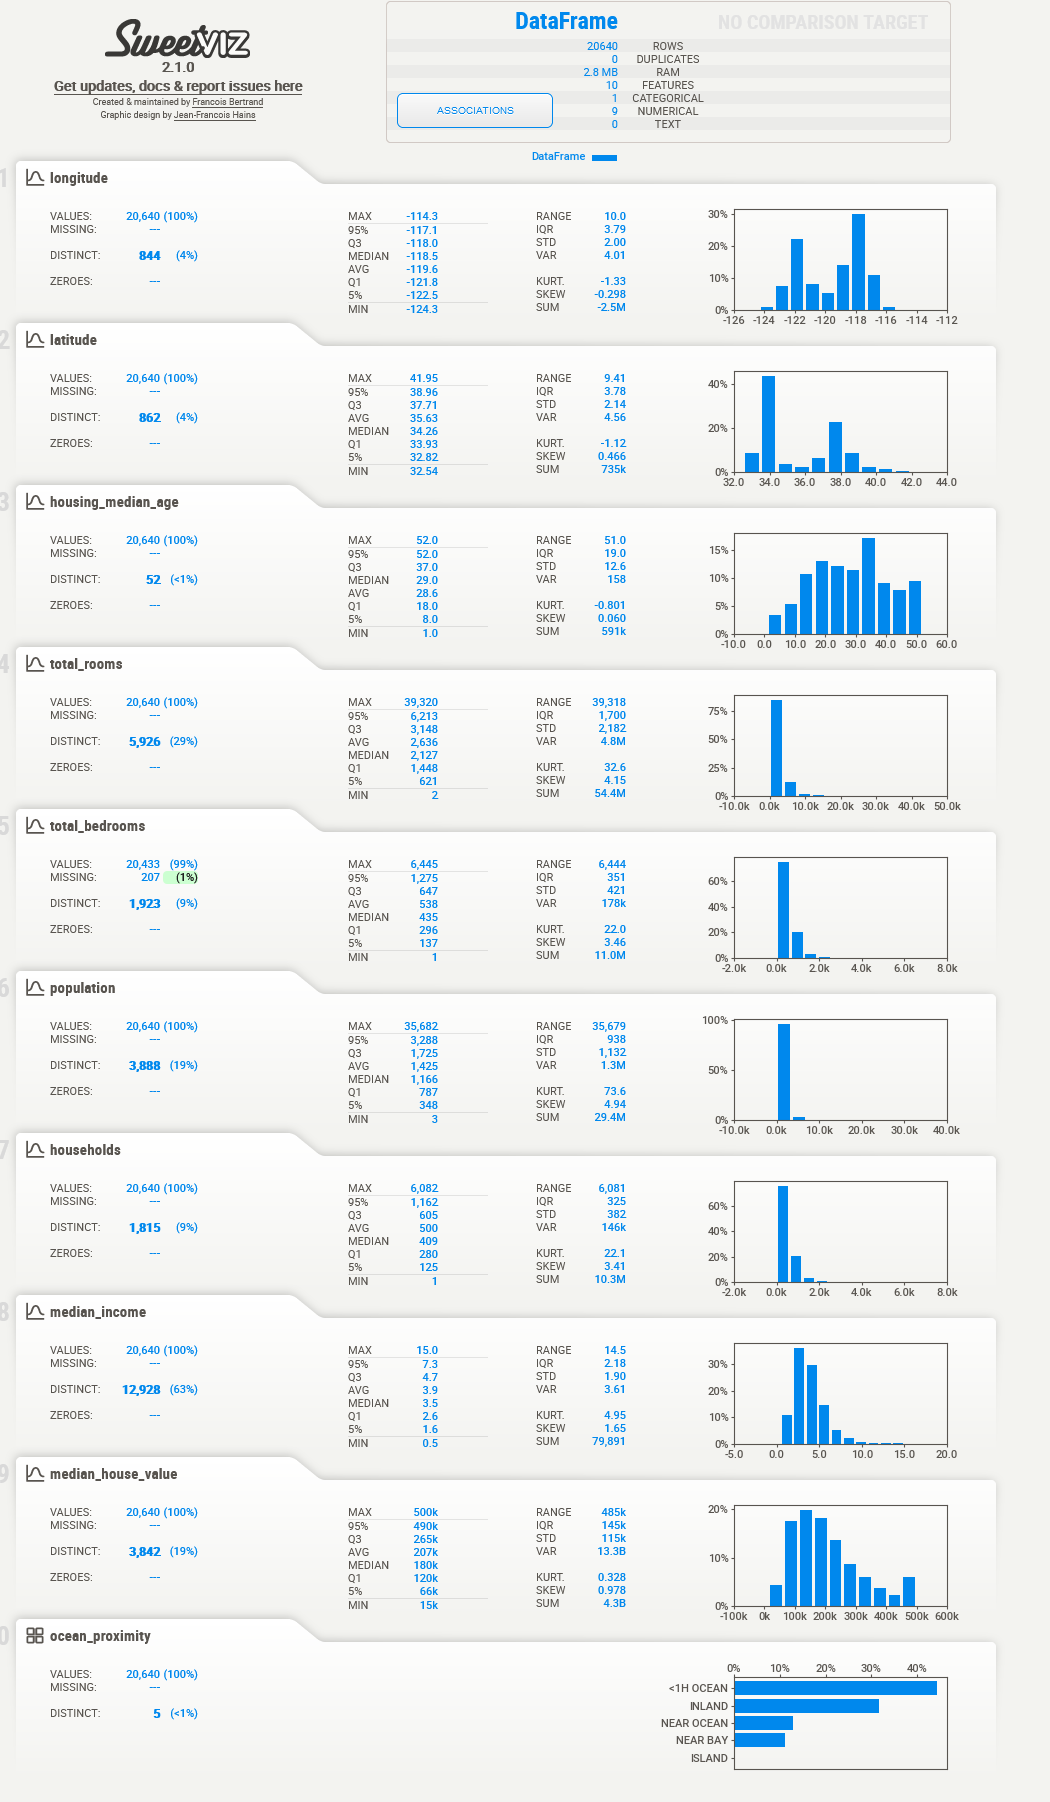 SweetVIZ
2.1.0
Get updates, docs & report issues here
Created & maintained by Francois Bertrand
Graphic design by Jean-Francois Hains
DataFrame NO COMPARISON TARGET
20640 ROWS
0 DUPLICATES
2.8 MB RAM
10 FEATURES
1 CATEGORICAL
9 NUMERICAL
0 TEXT
ASSOCIATIONS
DataFrame
1 longitude
VALUES: 20,640 (100%)
MISSING: ---
DISTINCT: 844 (4%)
ZEROES: ---
MAX -114.3
95% -117.1
Q3 -118.0
MEDIAN -118.5
AVG -119.6
Q1 -121.8
5% -122.5
MIN -124.3
RANGE 10.0
IQR 3.79
STD 2.00
VAR 4.01
KURT. -1.33
SKEW -0.298
SUM -2.5M
30%
20%
10%
0%
-126 -124 -122 -120 -118 -116 -114 -112
2 latitude
VALUES: 20,640 (100%)
MISSING: ---
DISTINCT: 862 (4%)
ZEROES: ---
MAX 41.95
95% 38.96
Q3 37.71
AVG 35.63
MEDIAN 34.26
Q1 33.93
5% 32.82
MIN 32.54
RANGE 9.41
IQR 3.78
STD 2.14
VAR 4.56
KURT. -1.12
SKEW 0.466
SUM 735k
40%
20%
0%
32.0 34.0 36.0 38.0 40.0 42.0 44.0
3 housing_median_age
VALUES: 20,640 (100%)
MISSING: ---
DISTINCT: 52 (<1%)
ZEROES: ---
MAX 52.0
95% 52.0
Q3 37.0
MEDIAN 29.0
AVG 28.6
Q1 18.0
5% 8.0
MIN 1.0
RANGE 51.0
IQR 19.0
STD 12.6
VAR 158
KURT. -0.801
SKEW 0.060
SUM 591k
15%
10%
5%
0%
-10.0 0.0 10.0 20.0 30.0 40.0 50.0 60.0
4 total_rooms
VALUES: 20,640 (100%)
MISSING: ---
DISTINCT: 5,926 (29%)
ZEROES: ---
MAX 39,320
95% 6,213
Q3 3,148
AVG 2,636
MEDIAN 2,127
Q1 1,448
5% 621
MIN 2
RANGE 39,318
IQR 1,700
STD 2,182
VAR 4.8M
KURT. 32.6
SKEW 4.15
SUM 54.4M
75%
50%
25%
0%
-10.0k 0.0k 10.0k 20.0k 30.0k 40.0k 50.0k
5 total_bedrooms
VALUES: 20,433 (99%)
MISSING: 207 (1%)
DISTINCT: 1,923 (9%)
ZEROES: ---
MAX 6,445
95% 1,275
Q3 647
AVG 538
MEDIAN 435
Q1 296
5% 137
MIN 1
RANGE 6,444
IQR 351
STD 421
VAR 178k
KURT. 22.0
SKEW 3.46
SUM 11.0M
60%
40%
20%
0%
-2.0k 0.0k 2.0k 4.0k 6.0k 8.0k
6 population
VALUES: 20,640 (100%)
MISSING: ---
DISTINCT: 3,888 (19%)
ZEROES: ---
MAX 35,682
95% 3,288
Q3 1,725
AVG 1,425
MEDIAN 1,166
Q1 787
5% 348
MIN 3
RANGE 35,679
IQR 938
STD 1,132
VAR 1.3M
KURT. 73.6
SKEW 4.94
SUM 29.4M
100%
50%
0%
-10.0k 0.0k 10.0k 20.0k 30.0k 40.0k
7 households
VALUES: 20,640 (100%)
MISSING: ---
DISTINCT: 1,815 (9%)
ZEROES: ---
MAX 6,082
95% 1,162
Q3 605
AVG 500
MEDIAN 409
Q1 280
5% 125
MIN 1
RANGE 6,081
IQR 325
STD 382
VAR 146k
KURT. 22.1
SKEW 3.41
SUM 10.3M
60%
40%
20%
0%
-2.0k 0.0k 2.0k 4.0k 6.0k 8.0k
8 median_income
VALUES: 20,640 (100%)
MISSING: ---
DISTINCT: 12,928 (63%)
ZEROES: ---
MAX 15.0
95% 7.3
Q3 4.7
AVG 3.9
MEDIAN 3.5
Q1 2.6
5% 1.6
MIN 0.5
RANGE 14.5
IQR 2.18
STD 1.90
VAR 3.61
KURT. 4.95
SKEW 1.65
SUM 79,891
30%
20%
10%
0%
-5.0 0.0 5.0 10.0 15.0 20.0
9 median_house_value
VALUES: 20,640 (100%)
MISSING: ---
DISTINCT: 3,842 (19%)
ZEROES: ---
MAX 500k
95% 490k
Q3 265k
AVG 207k
MEDIAN 180k
Q1 120k
5% 66k
MIN 15k
RANGE 485k
IQR 145k
STD 115k
VAR 13.3B
KURT. 0.328
SKEW 0.978
SUM 4.3B
20%
10%
0%
-100k 0k 100k 200k 300k 400k 500k 600k
0 ocean_proximity
VALUES: 20,640 (100%)
MISSING: ---
DISTINCT: 5 (<1%)
0% 10% 20% 30% 40%
<1H OCEAN
INLAND
NEAR OCEAN
NEAR BAY
ISLAND